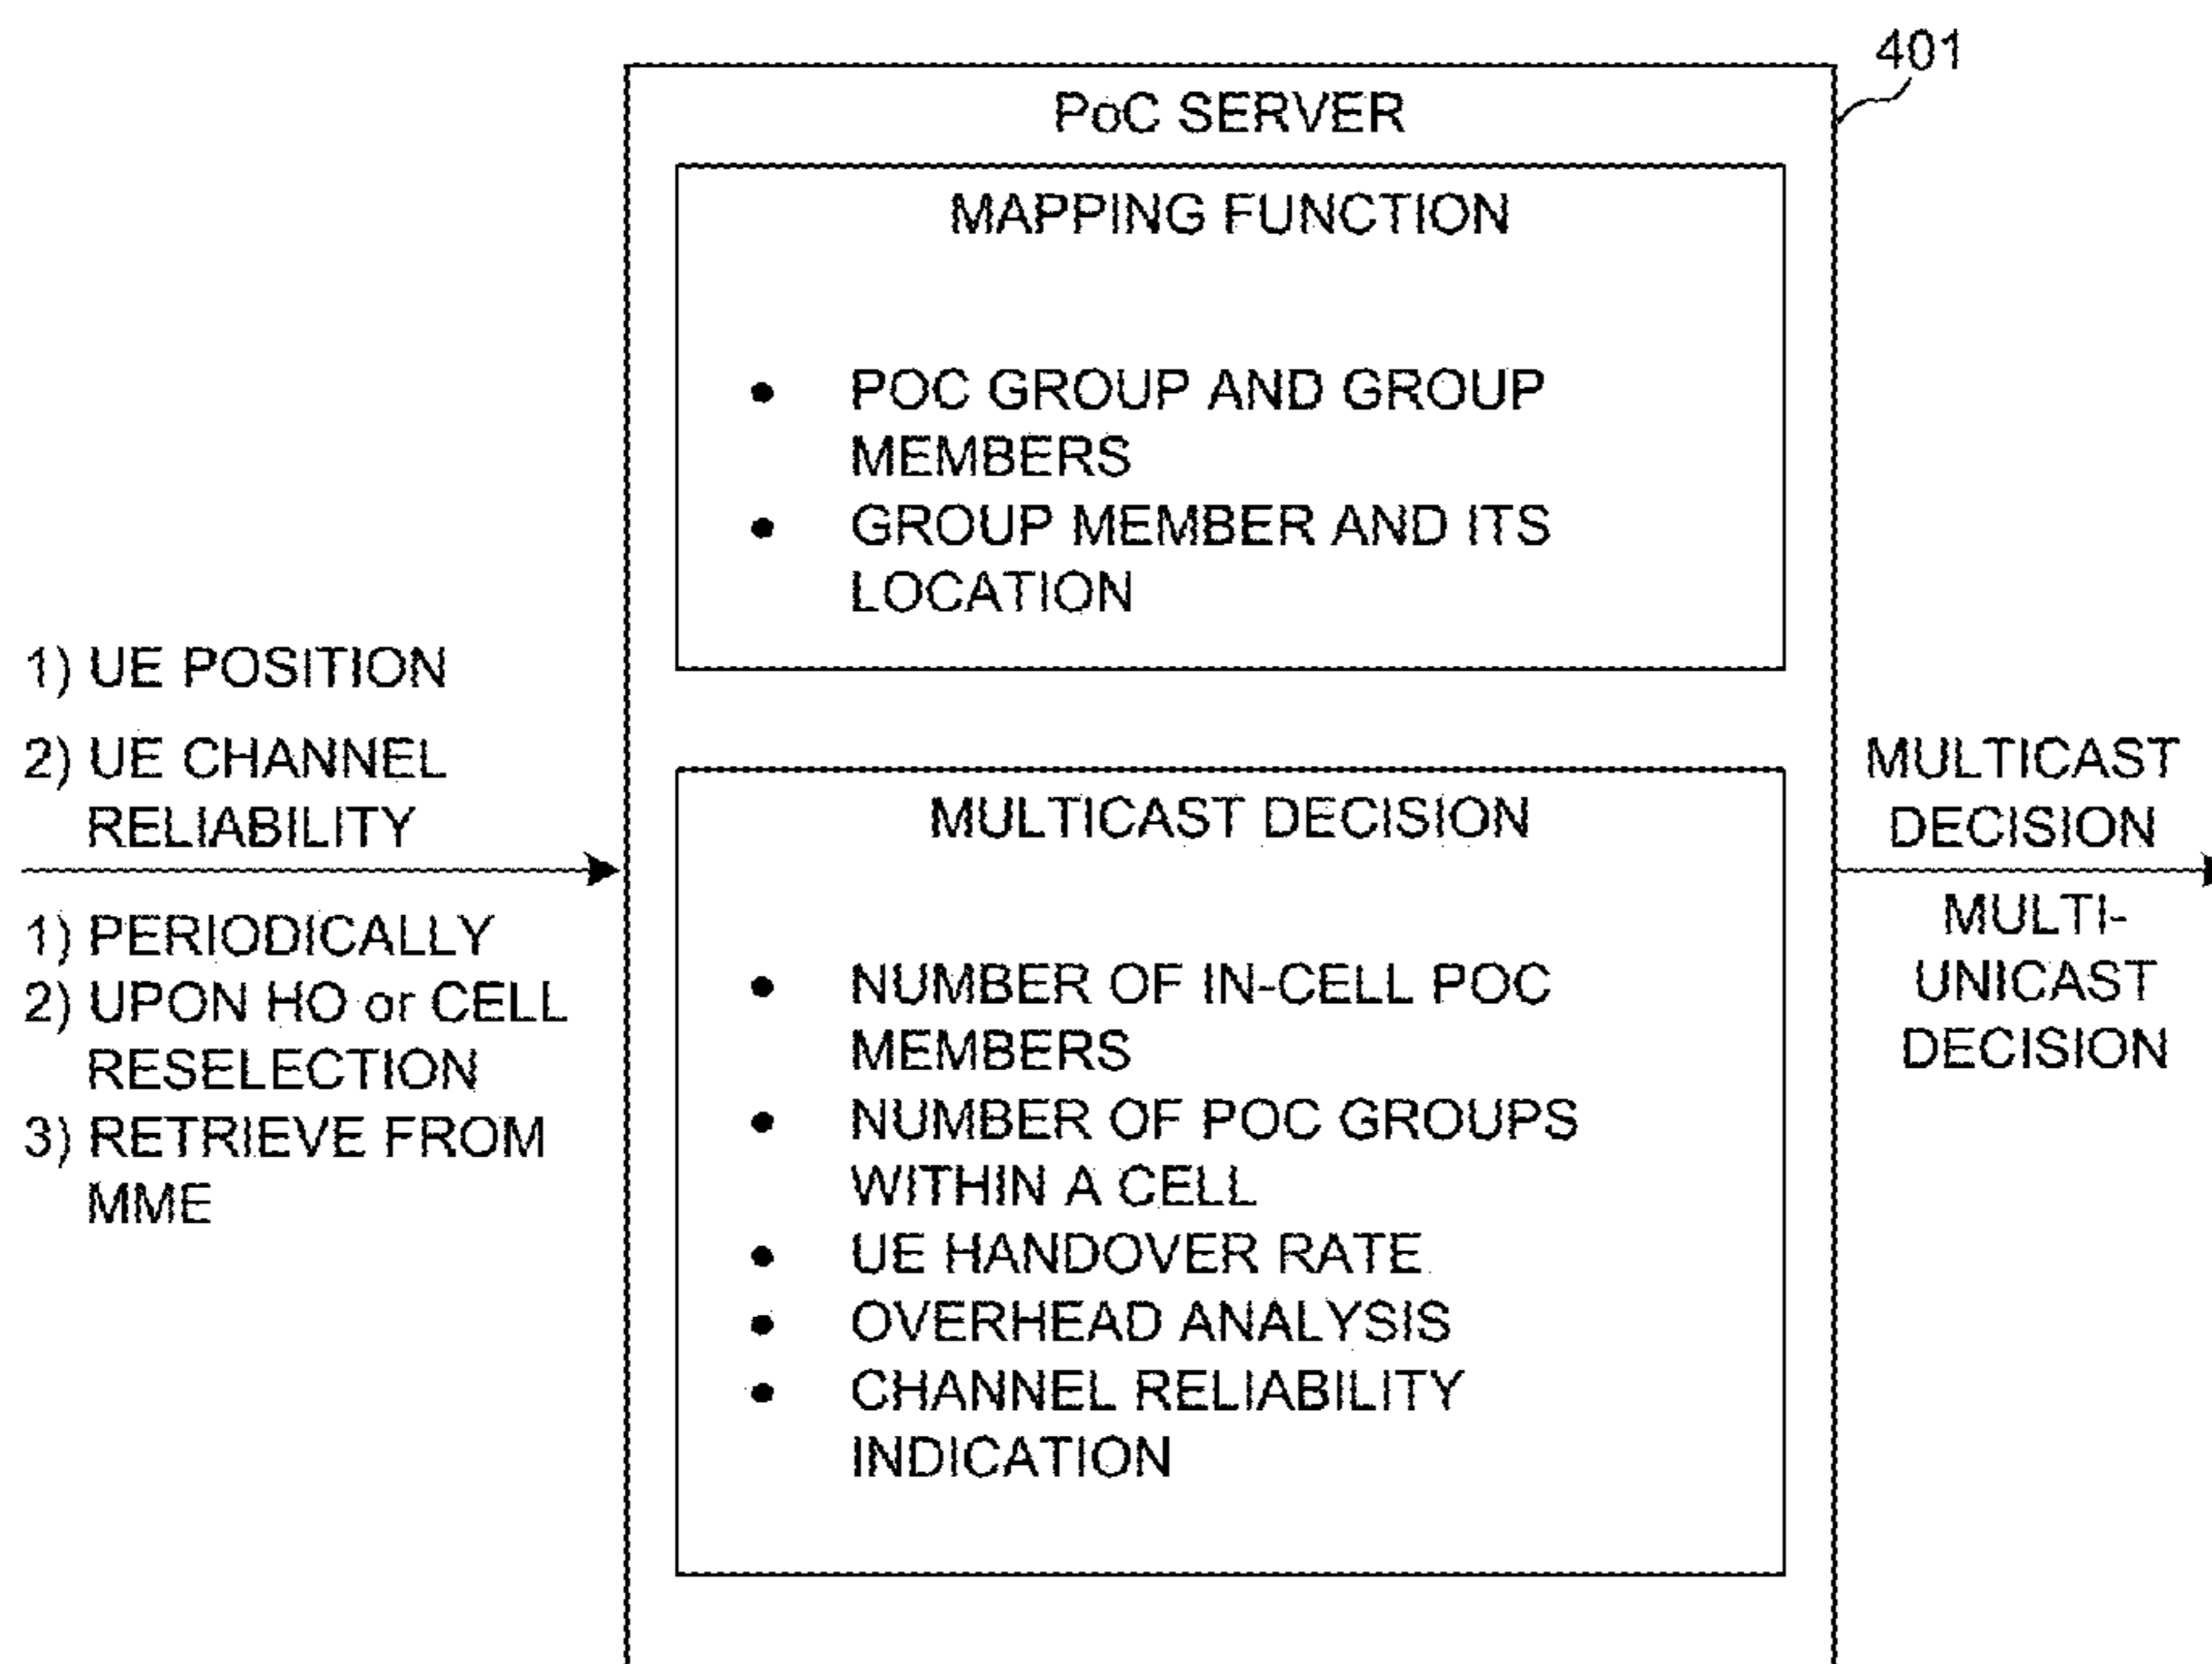 401
PoC SERVER
MAPPING FUNCTION
• POC GROUP AND GROUP
MEMBERS
• GROUP MEMBER AND ITS
LOCATION
1) UE POSITION
2) UE CHANNEL
RELIABILITY
1) PERIODICALLY
2) UPON HO or CELL
RESELECTION
3) RETRIEVE FROM
MME
MULTICAST DECISION
• NUMBER OF IN-CELL POC
MEMBERS
• NUMBER OF POC GROUPS
WITHIN A CELL
• UE HANDOVER RATE
• OVERHEAD ANALYSIS
• CHANNEL RELIABILITY
INDICATION
MULTICAST
DECISION
MULTI-
UNICAST
DECISION